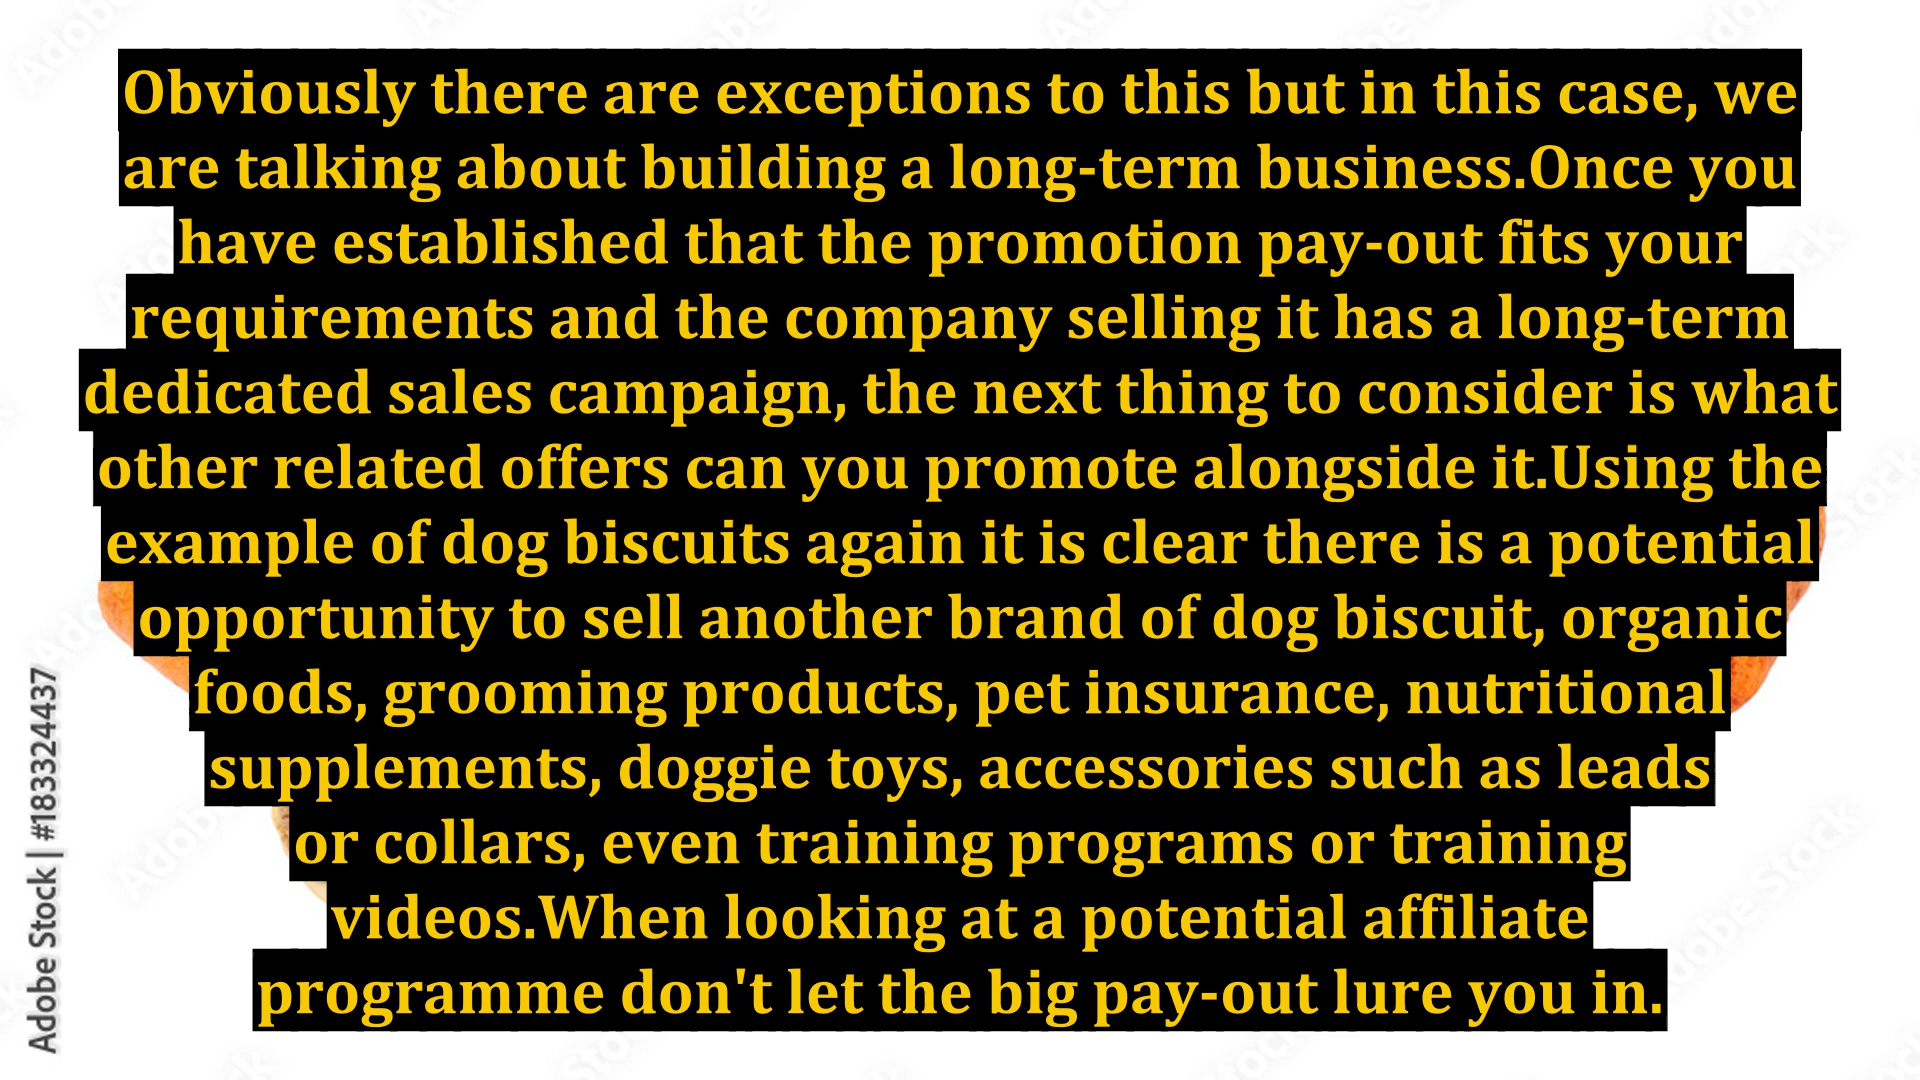 Obviously there are exceptions to this but in this case, we
are talking about building a long-term business.Once you
have established that the promotion pay-out fits your
requirements and the company selling it has a long-term
dedicated sales campaign, the next thing to consider is what
other related offers can you promote alongside it.Using the
example of dog biscuits again it is clear there is a potential
opportunity to sell another brand of dog biscuit, organic
foods, grooming products, pet insurance, nutritional
supplements, doggie toys, accessories such as leads
or collars, even training programs or training
videos.When looking at a potential affiliate
programme don't let the big pay-out lure you in.
Adobe Stock | #183324437